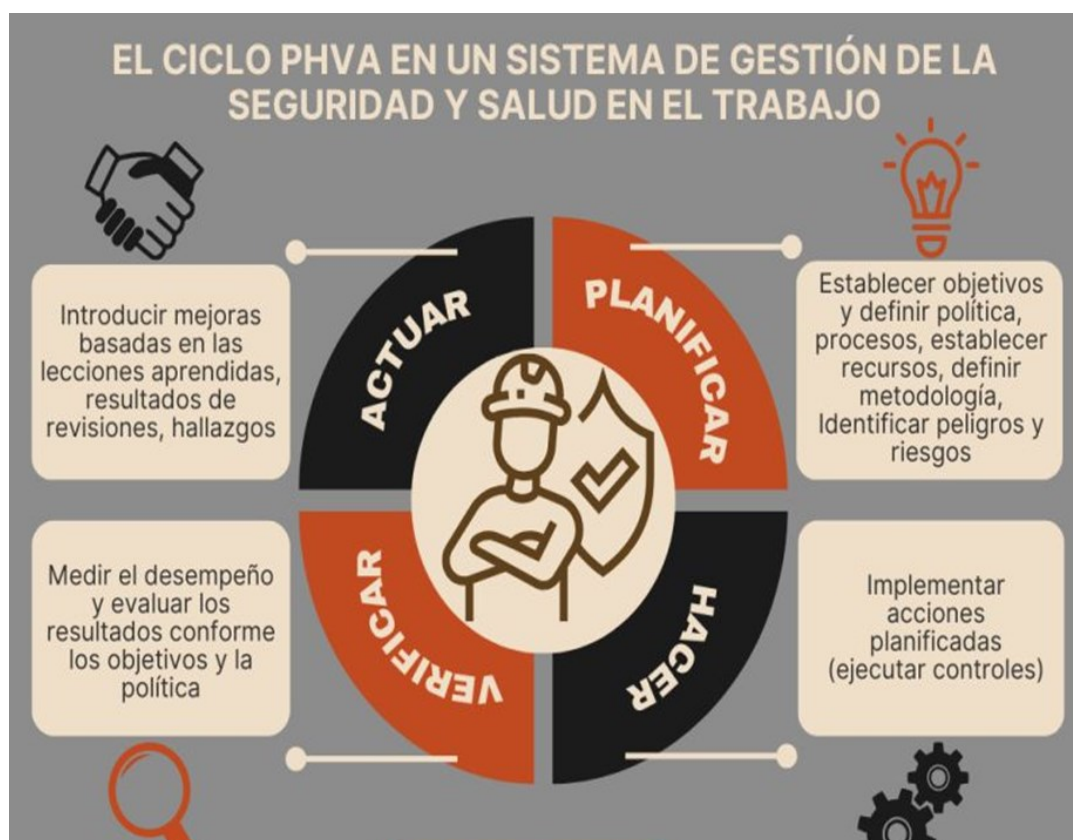 EL CICLO PHVA EN UN SISTEMA DE GESTIÓN DE LA
SEGURIDAD Y SALUD EN EL TRABAJO
ACTUAR
PLANIFICAR
Introducir mejoras
basadas en las
lecciones aprendidas,
resultados de
revisiones, hallazgos
Establecer objetivos
y definir política,
procesos, establecer
recursos, definir
metodología,
Identificar peligros y
riesgos
VERIFICAR
HACER
Medir el desempeño
y evaluar los
resultados conforme
los objetivos y la
política
Implementar
acciones
planificadas
(ejecutar controles)